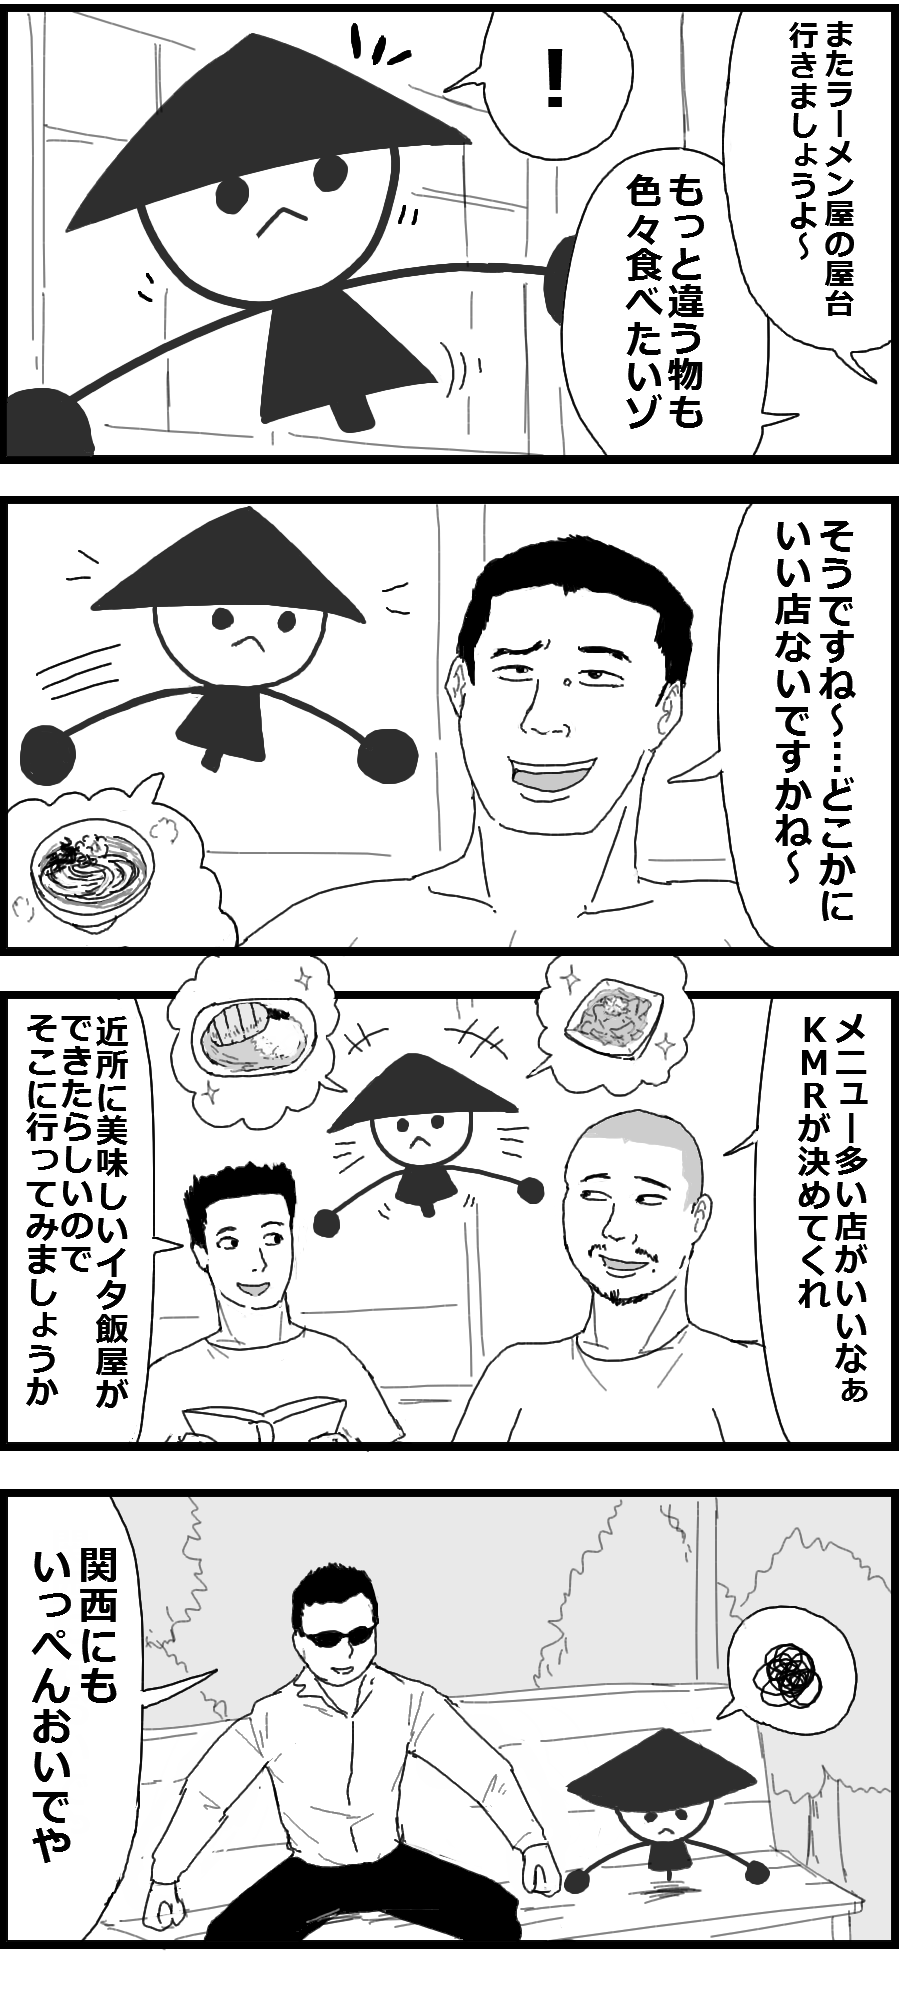 またラーメン屋の屋台
行きましょうよ～
！
もっと違う物も
色々食べたいゾ
そうですね～…どこかに
いい店ないですかね～
メニュー多い店がいいなぁ
KMRが決めてくれ
近所に美味しいイタ飯屋が
できたらしいので
そこに行ってみましょうか
関西にも
いっぺんおいでや